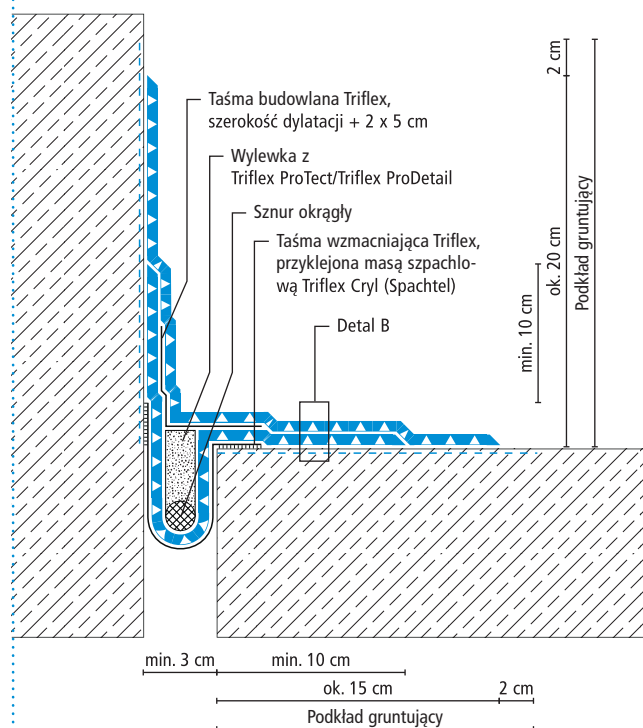 2 cm
Taśma budowlana Triflex,
szerokość dylatacji + 2 x 5 cm
Wylewka z
Triflex ProTect/Triflex ProDetail
Sznur okrągły
Taśma wzmacniająca Triflex,
przyklejona masą szpachlo-
wą Triflex Cryl (Spachtel)
Detal B
min. 10 cm
ok. 20 cm
Podkład gruntujący
min. 3 cm
min. 10 cm
ok. 15 cm
2 cm
Podkład gruntujący